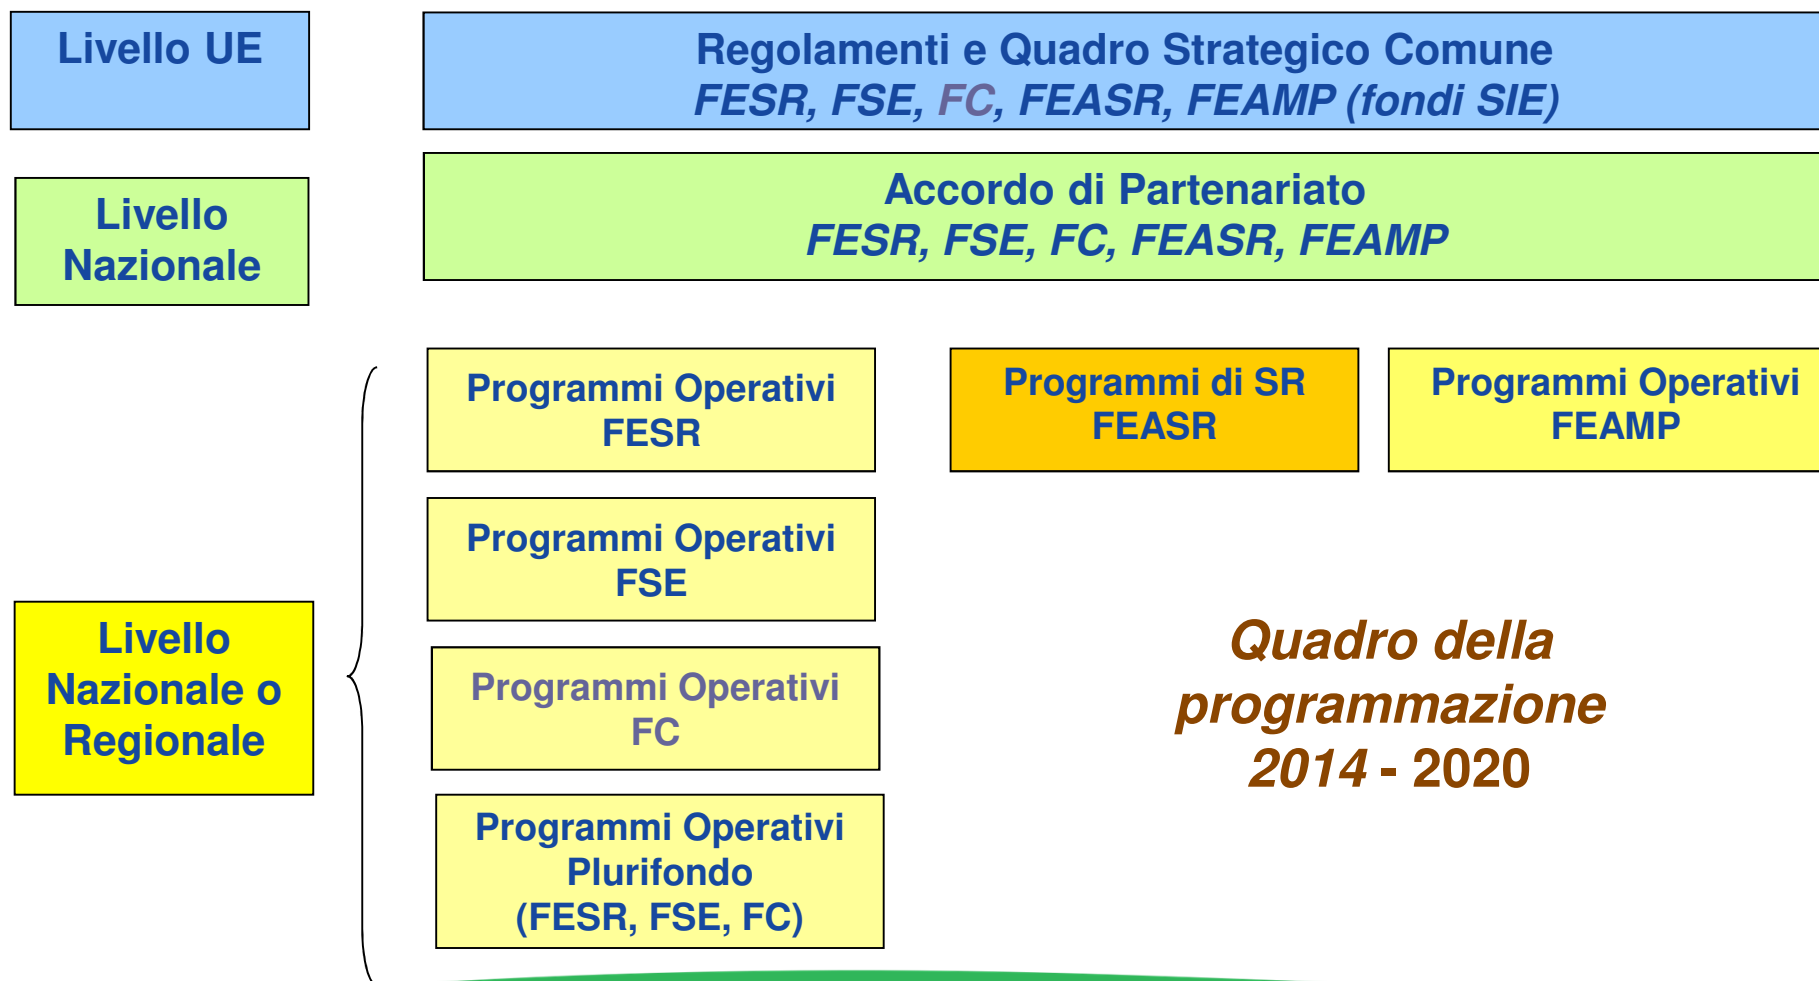 Livello UE
Regolamenti e Quadro Strategico Comune
FESR, FSE, FC, FEASR, FEAMP (fondi SIE)
Livello
Nazionale
Accordo di Partenariato
FESR, FSE, FC, FEASR, FEAMP
Programmi Operativi
FESR
Programmi di SR
FEASR
Programmi Operativi
FEAMP
Programmi Operativi
FSE
Livello
Nazionale o
Regionale
Programmi Operativi
FC
Programmi Operativi
Plurifondo
(FESR, FSE, FC)
Quadro della
programmazione
2014 - 2020